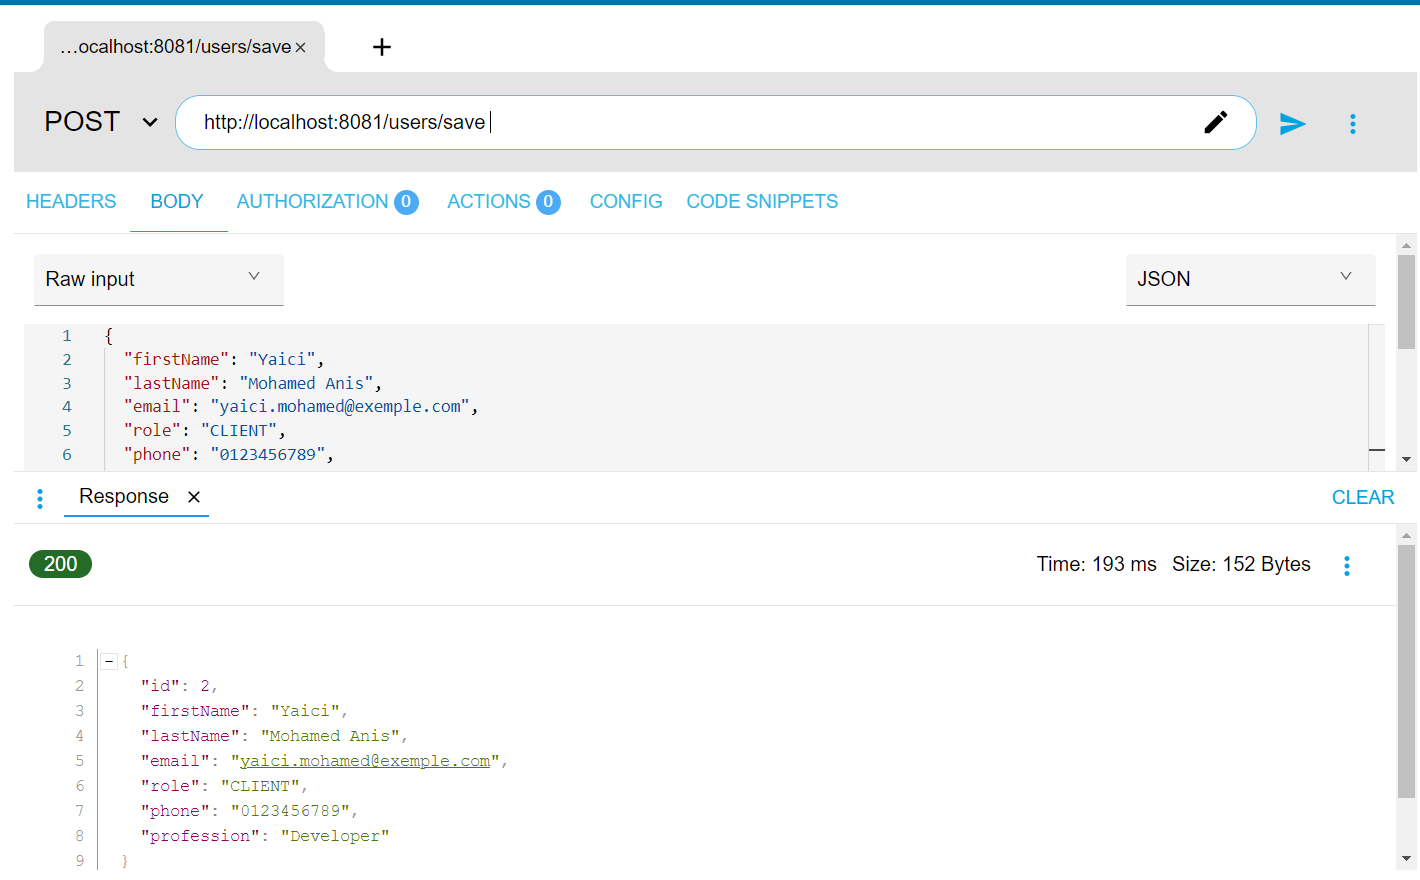 ...ocalhost:8081/users/save × +
POST http://localhost:8081/users/save
HEADERS BODY AUTHORIZATION 0 ACTIONS 0 CONFIG CODE SNIPPETS
Raw input JSON
1 {
2 "firstName": "Yaici",
3 "lastName": "Mohamed Anis",
4 "email": "yaici.mohamed@exemple.com",
5 "role": "CLIENT",
6 "phone": "0123456789",
Response × CLEAR
200 Time: 193 ms Size: 152 Bytes
1 {
2 "id": 2,
3 "firstName": "Yaici",
4 "lastName": "Mohamed Anis",
5 "email": "yaici.mohamed@exemple.com",
6 "role": "CLIENT",
7 "phone": "0123456789",
8 "profession": "Developer"
9 }